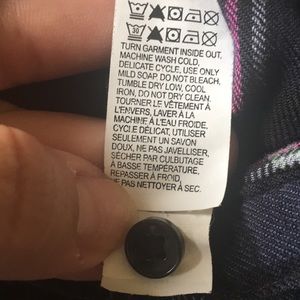 30
TURN GARMENT INSIDE OUT,
MACHINE WASH COLD,
DELICATE CYCLE, USE ONLY
MILD SOAP DO NOT BLEACH.
TUMBLE DRY LOW, COOL
IRON, DO NOT DRY CLEAN.
TOURNER LE VÊTEMENT À
L'ENVERS, LAVER À LA
MACHINE À L'EAU FROIDE,
CYCLE DÉLICAT, UTILISER
SEULEMENT UN SAVON
DOUX, NE PAS JAVELLISER,
SÉCHER PAR CULBUTAGE
À BASSE TEMPÉRATURE,
REPASSER À FROID,
NE PAS NETTOYER À SEC.